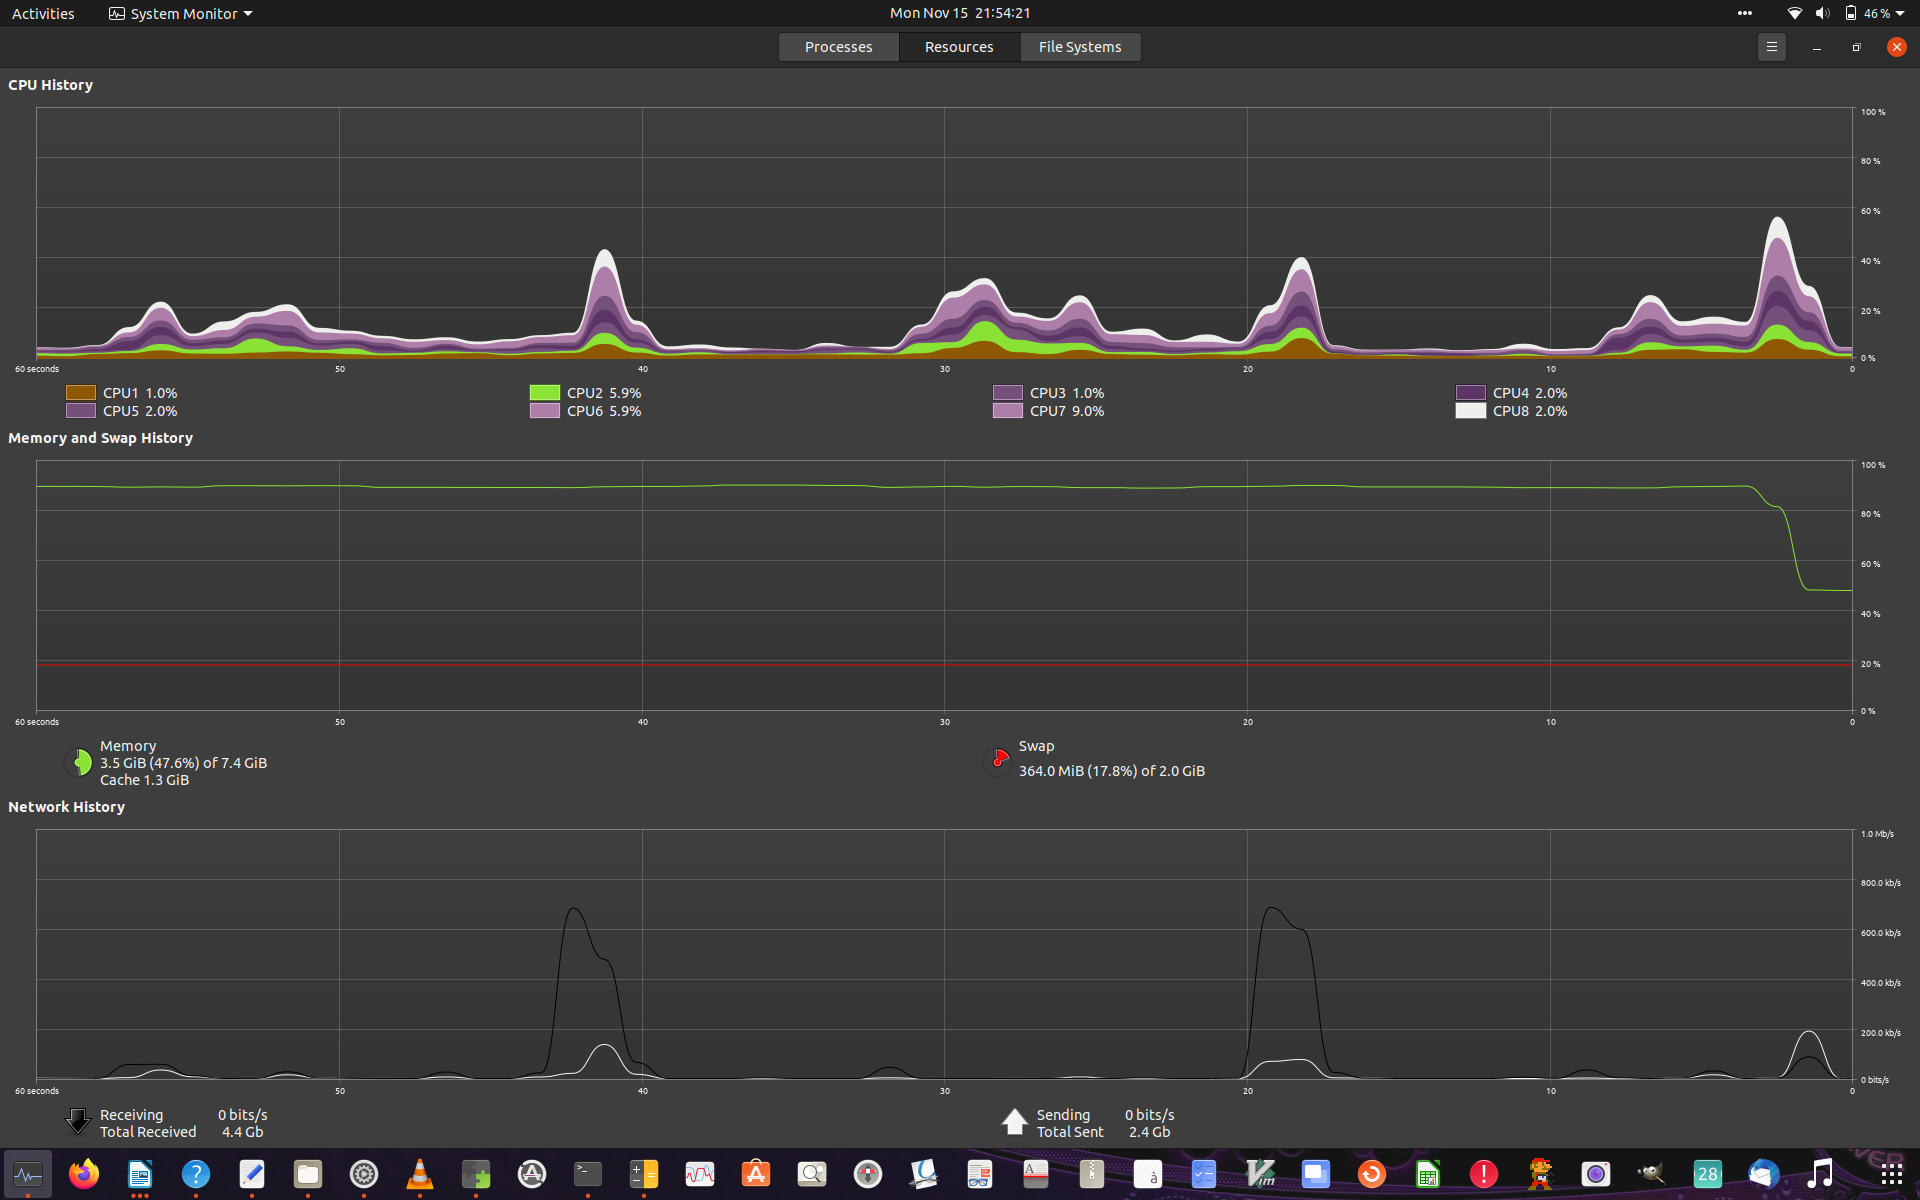 Activities System Monitor Mon Nov 15 21:54:21 46 %
Processes Resources File Systems
CPU History
100 %
80 %
60 %
40 %
20 %
0 %
60 seconds 50 40 30 20 10 0
CPU1 1.0% CPU2 5.9% CPU3 1.0% CPU4 2.0%
CPU5 2.0% CPU6 5.9% CPU7 9.0% CPU8 2.0%
Memory and Swap History
100 %
80 %
60 %
40 %
20 %
0 %
60 seconds 50 40 30 20 10 0
Memory
3.5 GiB (47.6%) of 7.4 GiB
Cache 1.3 GiB
Swap
364.0 MiB (17.8%) of 2.0 GiB
Network History
1.0 Mb/s
800.0 kb/s
600.0 kb/s
400.0 kb/s
200.0 kb/s
0 bits/s
60 seconds 50 40 30 20 10 0
Receiving 0 bits/s
Total Received 4.4 Gb
Sending 0 bits/s
Total Sent 2.4 Gb
? >_ A à Vim 28